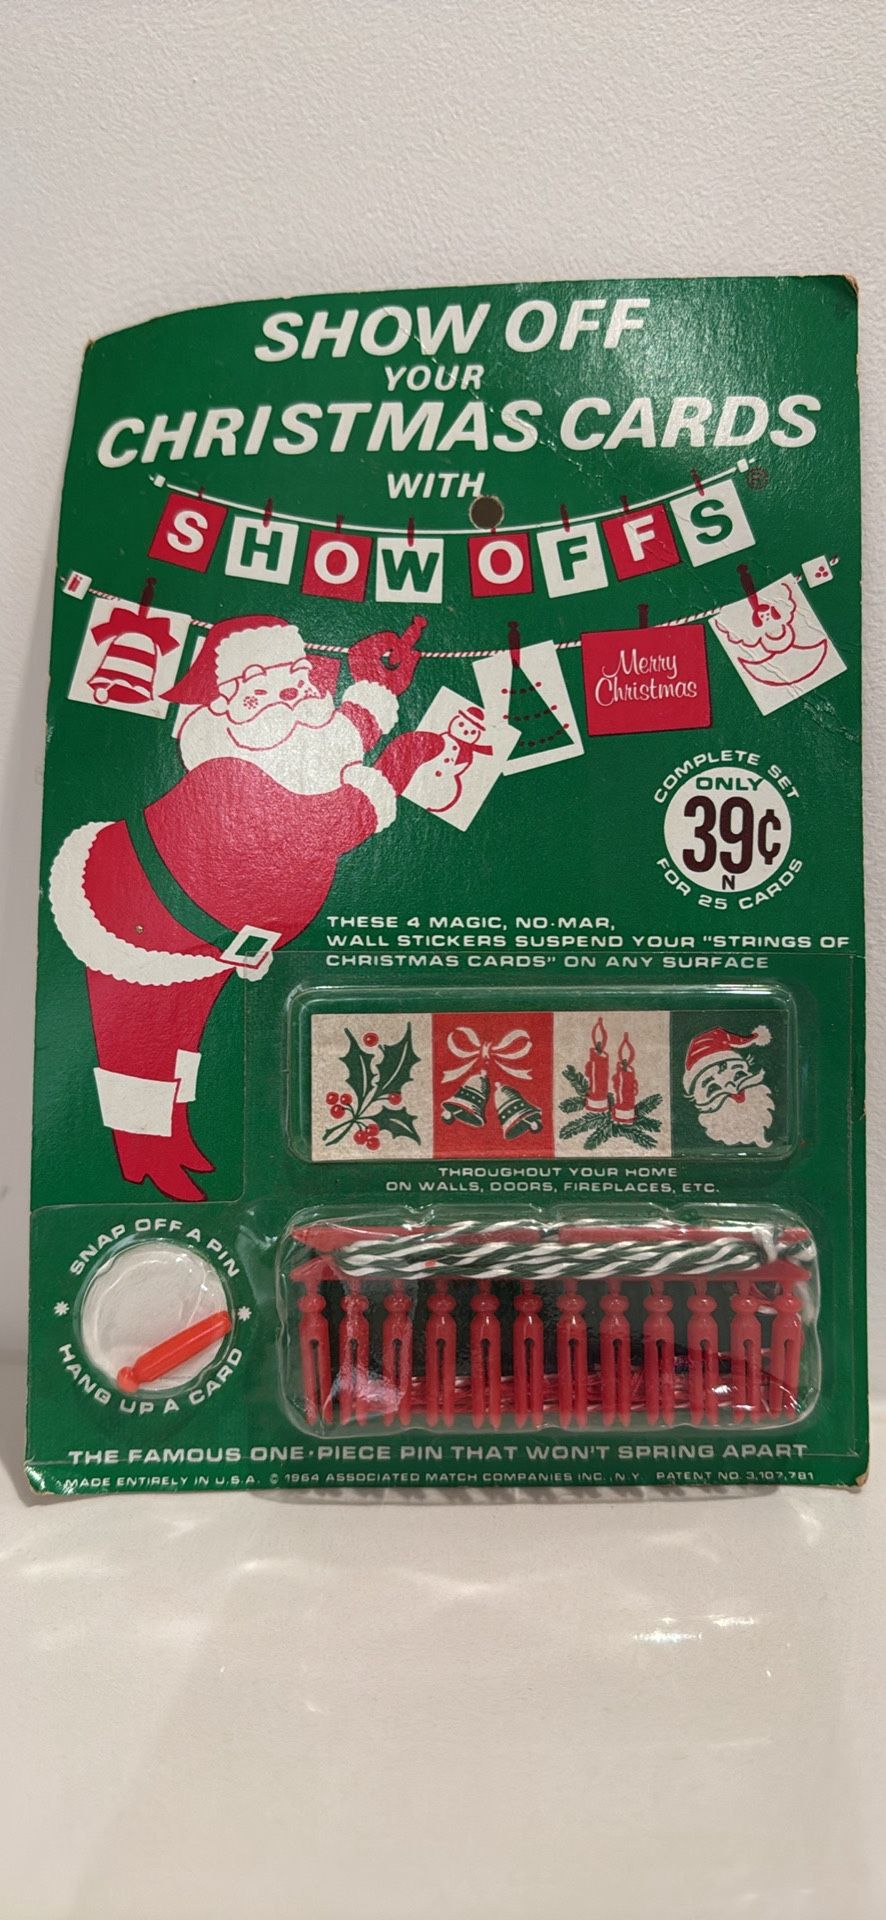 SHOW OFF
YOUR
CHRISTMAS CARDS
WITH
SHOW OFFS ®
Merry
Christmas
COMPLETE SET
ONLY
39¢
N
FOR 25 CARDS
THESE 4 MAGIC, NO-MAR,
WALL STICKERS SUSPEND YOUR "STRINGS OF
CHRISTMAS CARDS" ON ANY SURFACE
THROUGHOUT YOUR HOME
ON WALLS, DOORS, FIREPLACES, ETC.
SNAP OFF A PIN
* *
HANG UP A CARD
THE FAMOUS ONE-PIECE PIN THAT WON'T SPRING APART
MADE ENTIRELY IN U.S.A. © 1964 ASSOCIATED MATCH COMPANIES INC., N.Y. PATENT NO. 3,107,781